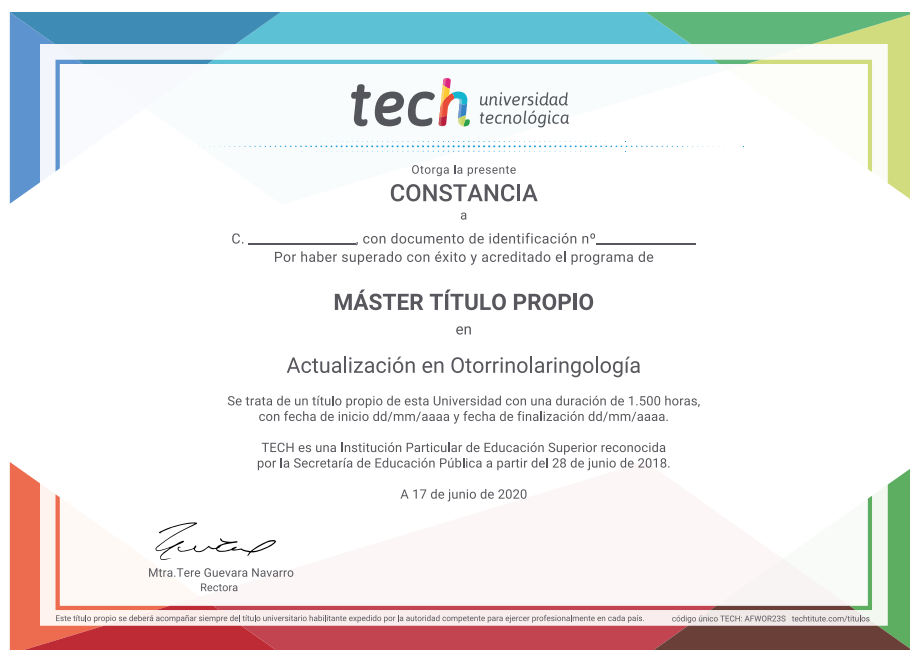 tech universidad
tecnológica
Otorga la presente
CONSTANCIA
a
C. ______________, con documento de identificación nº_____________
Por haber superado con éxito y acreditado el programa de
MÁSTER TÍTULO PROPIO
en
Actualización en Otorrinolaringología
Se trata de un título propio de esta Universidad con una duración de 1.500 horas,
con fecha de inicio dd/mm/aaaa y fecha de finalización dd/mm/aaaa.
TECH es una Institución Particular de Educación Superior reconocida
por la Secretaría de Educación Pública a partir del 28 de junio de 2018.
A 17 de junio de 2020
Mtra.Tere Guevara Navarro
Rectora
Este título propio se deberá acompañar siempre del título universitario habilitante expedido por la autoridad competente para ejercer profesionalmente en cada país. código único TECH: AFWOR23S techtitute.com/titulos